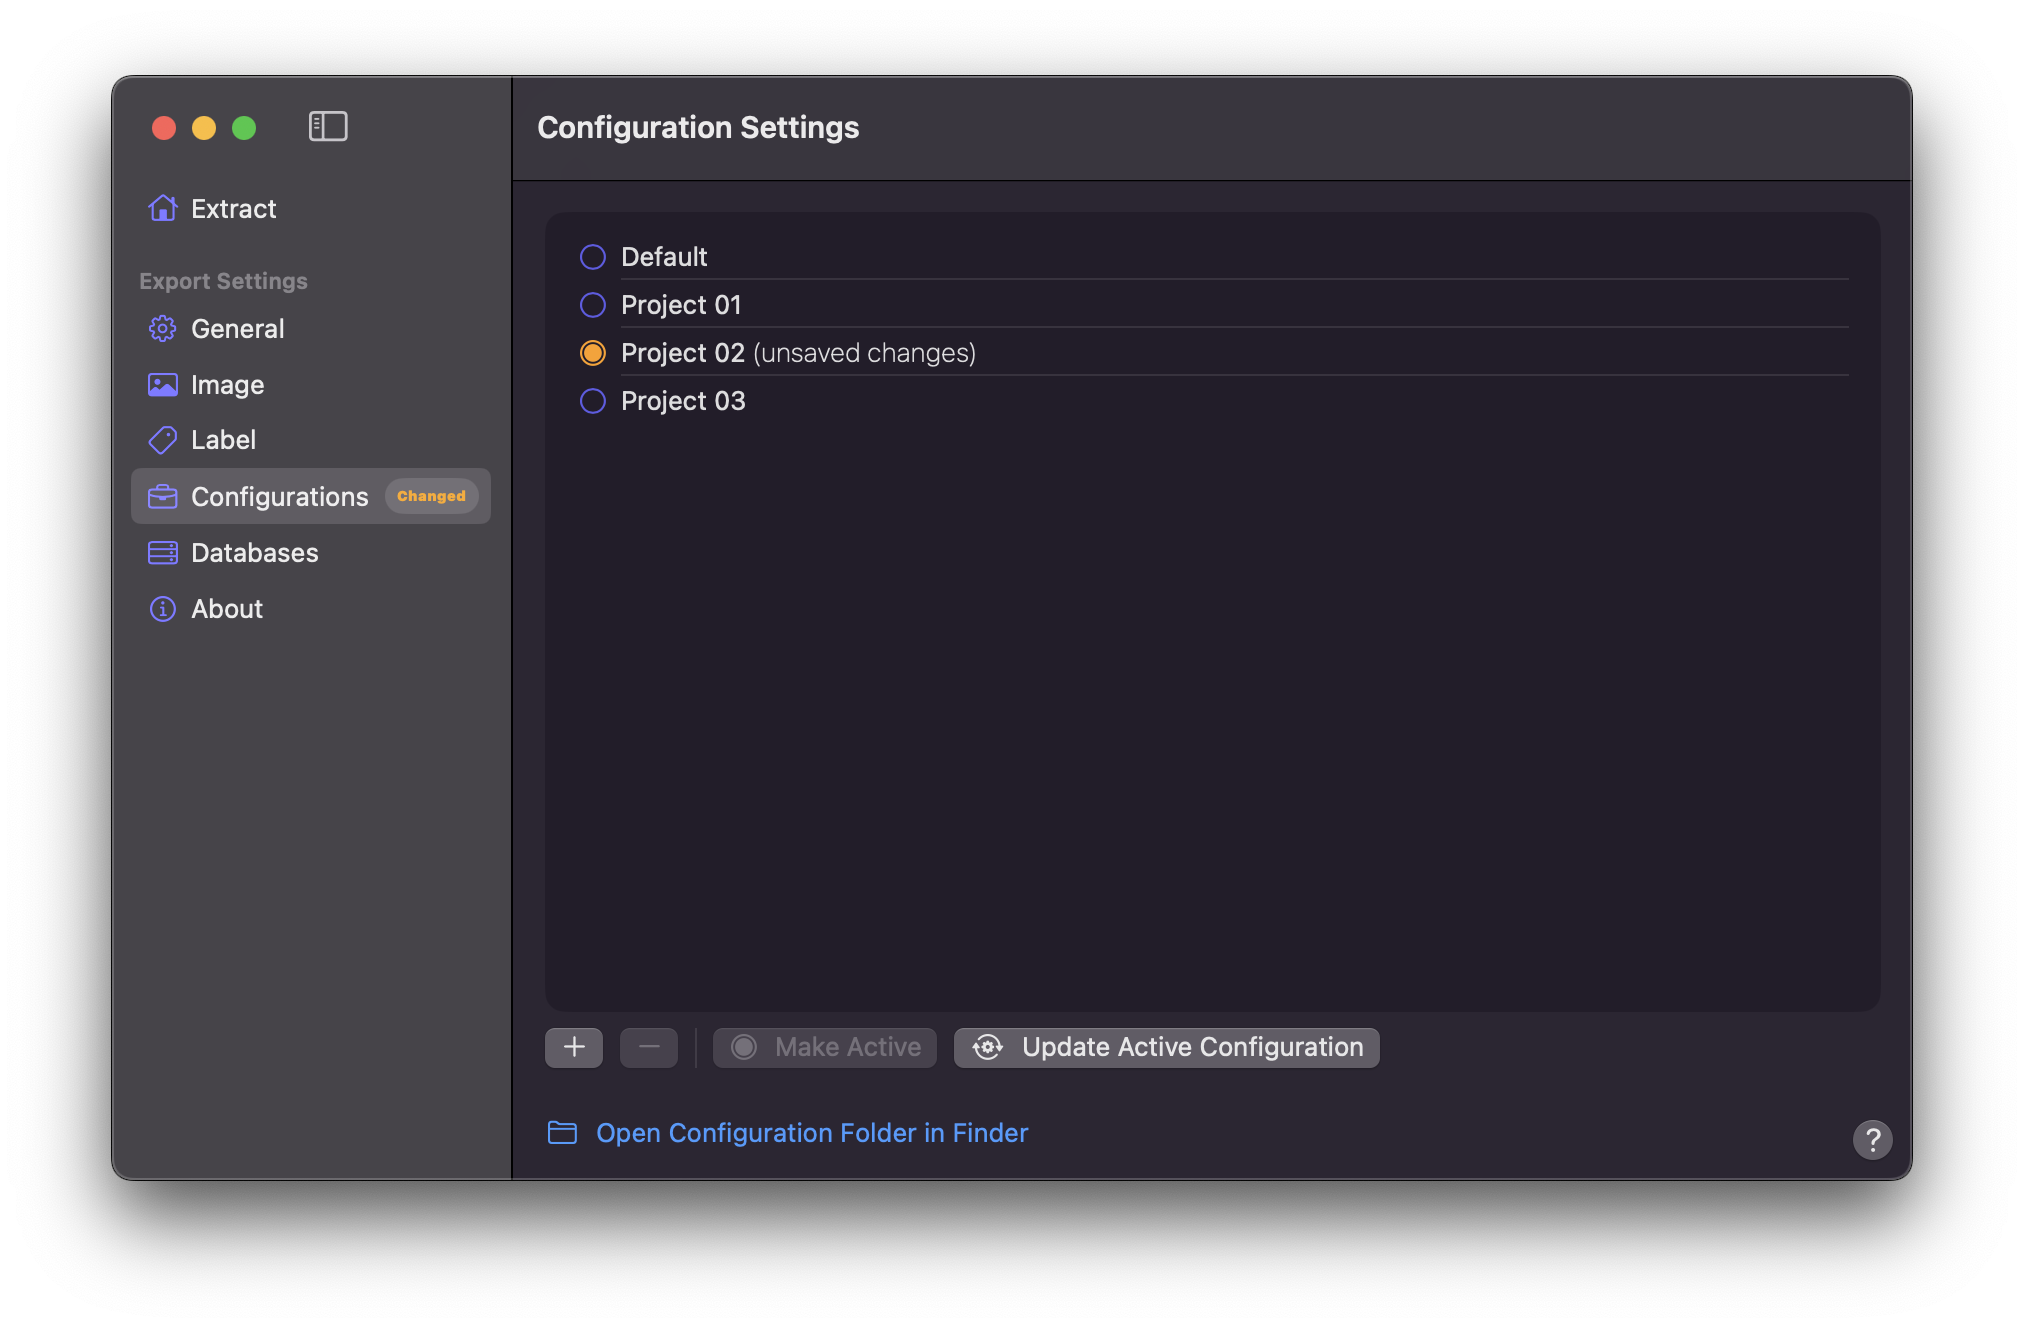 Configuration Settings
Extract
Export Settings
General
Image
Label
Configurations Changed
Databases
About
Default
Project 01
Project 02 (unsaved changes)
Project 03
Make Active
Update Active Configuration
Open Configuration Folder in Finder
?